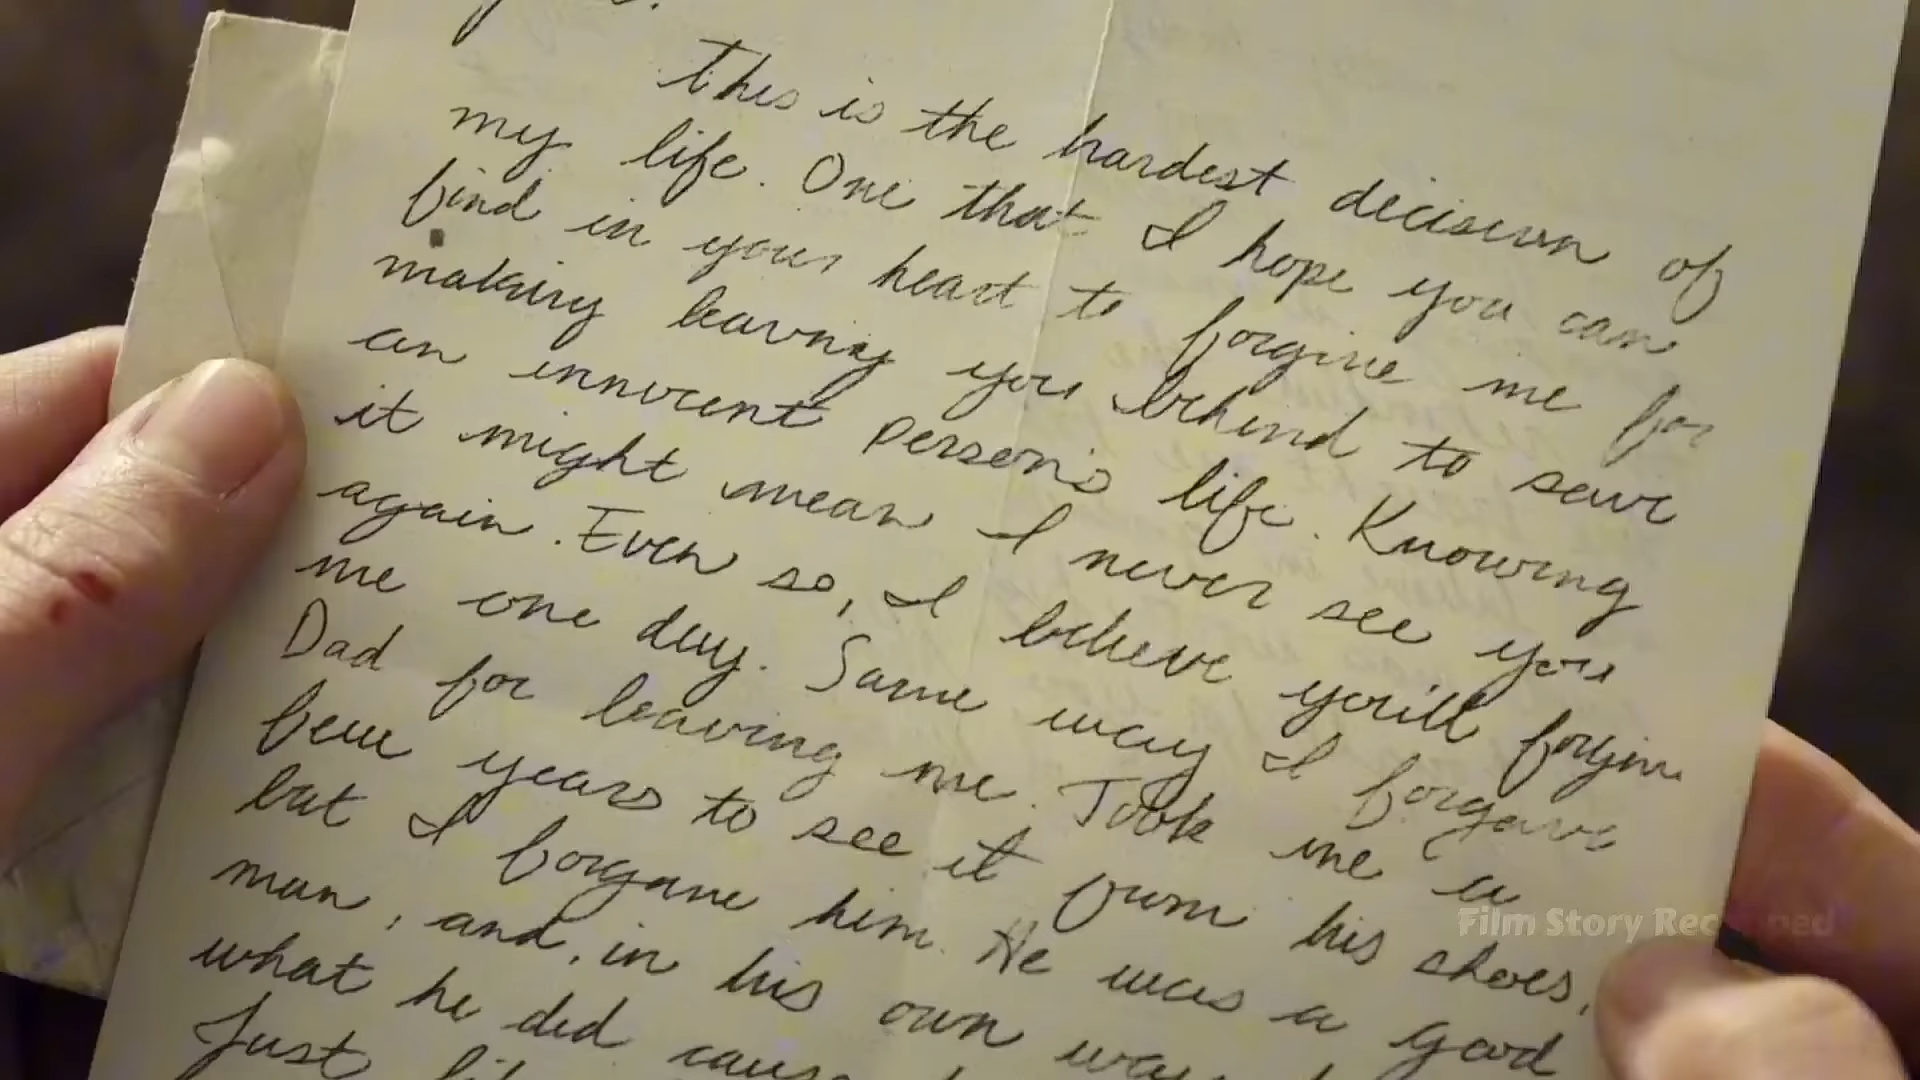 This is the hardest decision of
my life. One that I hope you can
find in your heart to forgive me for
making leaving you behind to save
an innocent person's life. Knowing
it might mean I never see you
again. Even so, I believe you'll forgive
me one day. Same way I forgave
Dad for leaving me. Took me a
few years to see it from his shoes,
but I forgave him. He was a good
man, and, in his own way
what he did
Just
Film Story Rec